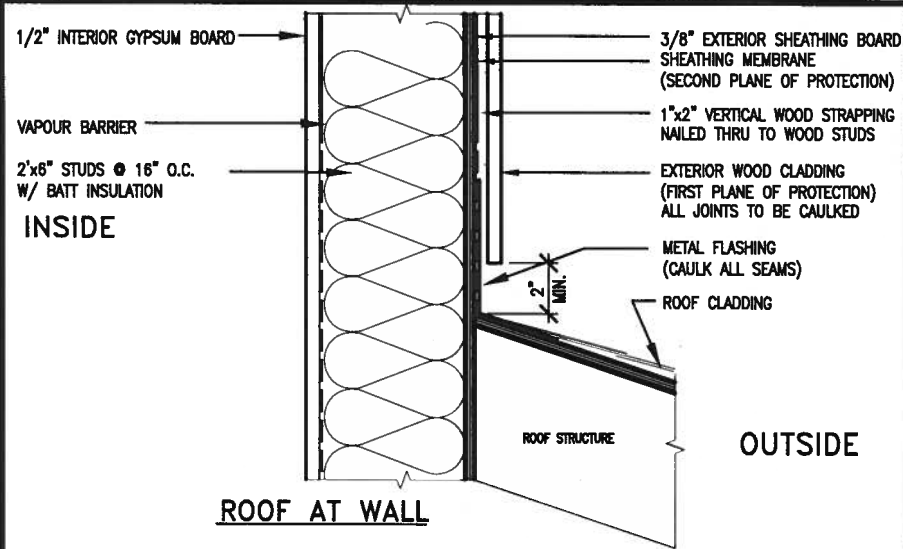 1/2" INTERIOR GYPSUM BOARD
VAPOUR BARRIER
2'x6" STUDS @ 16" O.C.
W/ BATT INSULATION
INSIDE
3/8" EXTERIOR SHEATHING BOARD
SHEATHING MEMBRANE
(SECOND PLANE OF PROTECTION)
1"x2" VERTICAL WOOD STRAPPING
NAILED THRU TO WOOD STUDS
EXTERIOR WOOD CLADDING
(FIRST PLANE OF PROTECTION)
ALL JOINTS TO BE CAULKED
METAL FLASHING
(CAULK ALL SEAMS)
2"
MIN.
ROOF CLADDING
ROOF STRUCTURE
OUTSIDE
ROOF AT WALL